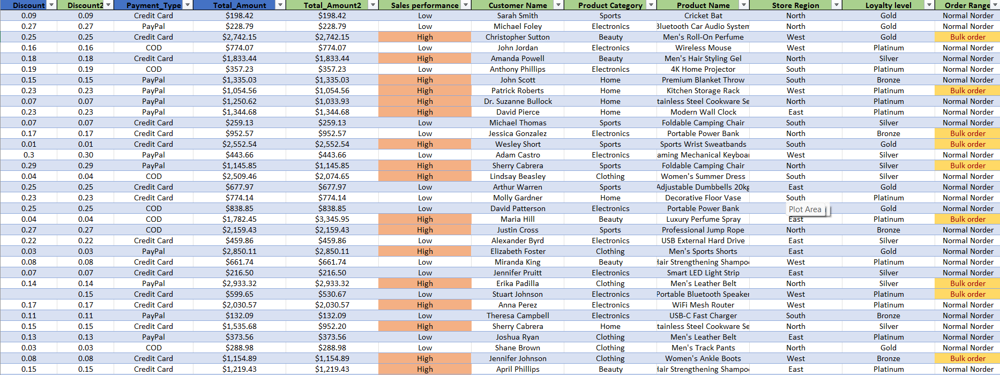 Discount Discount2 Payment_Type Total_Amount Total_Amount2 Sales performance Customer Name Product Category Product Name Store Region Loyalty level Order Range
0.09 0.09 Credit Card $198.42 $198.42 Low Sarah Smith Sports Cricket Bat North Gold Normal Norder
0.27 0.27 PayPal $228.79 $228.79 Low Michael Foley Electronics Bluetooth Car Audio System North Gold Normal Norder
0.25 0.25 Credit Card $2,742.15 $2,742.15 High Christopher Sutton Beauty Men's Roll-On Perfume West Gold Bulk order
0.16 0.16 COD $774.07 $774.07 Low John Jordan Electronics Wireless Mouse West Platinum Normal Norder
0.18 0.18 Credit Card $1,833.44 $1,833.44 High Amanda Powell Beauty Men's Hair Styling Gel North Silver Normal Norder
0.19 0.19 COD $357.23 $357.23 Low Anthony Phillips Electronics 4K Home Projector South Platinum Normal Norder
0.15 0.15 PayPal $1,335.03 $1,335.03 High John Scott Home Premium Blanket Throw South Bronze Normal Norder
0.23 0.23 PayPal $1,054.56 $1,054.56 High Patrick Roberts Home Kitchen Storage Rack West Platinum Bulk order
0.07 0.07 PayPal $1,250.62 $1,033.93 High Dr. Suzanne Bullock Home tainless Steel Cookware Se North Platinum Normal Norder
0.23 0.23 PayPal $1,344.68 $1,344.68 High David Pierce Home Modern Wall Clock East Platinum Normal Norder
0.07 0.07 Credit Card $259.13 $259.13 Low Michael Thomas Sports Foldable Camping Chair South Silver Normal Norder
0.17 0.17 Credit Card $952.57 $952.57 Low Jessica Gonzalez Electronics Portable Power Bank North Bronze Bulk order
0.01 0.01 Credit Card $2,552.54 $2,552.54 High Wesley Short Sports Sports Wrist Sweatbands South Gold Bulk order
0.3 0.30 PayPal $443.66 $443.66 Low Adam Castro Electronics aming Mechanical Keyboar West Silver Normal Norder
0.29 0.29 PayPal $1,145.85 $1,145.85 High Sherry Cabrera Sports Foldable Camping Chair North Silver Bulk order
0.04 0.04 COD $2,509.46 $2,074.65 High Lindsay Beasley Clothing Women's Summer Dress South Silver Normal Norder
0.25 0.25 Credit Card $677.97 $677.97 Low Arthur Warren Sports Adjustable Dumbbells 20kg East Gold Normal Norder
0.23 0.23 Credit Card $774.14 $774.14 Low Molly Gardner Home Decorative Floor Vase South Platinum Normal Norder
0.25 0.25 COD $838.85 $838.85 Low David Patterson Electronics Portable Power Bank Plot Area Gold Normal Norder
0.04 0.04 COD $1,782.45 $3,345.95 High Maria Hill Beauty Luxury Perfume Spray East Platinum Bulk order
0.27 0.27 COD $2,159.43 $2,159.43 High Justin Cross Sports Professional Jump Rope North Bronze Normal Norder
0.22 0.22 Credit Card $459.86 $459.86 Low Alexander Byrd Electronics USB External Hard Drive East Silver Normal Norder
0.03 0.03 PayPal $2,850.11 $2,850.11 High Elizabeth Foster Clothing Men's Sports Shorts East Gold Normal Norder
0.08 0.08 Credit Card $661.74 $661.74 Low Miranda King Beauty Hair Strengthening Shampoo West Platinum Normal Norder
0.07 0.07 Credit Card $216.50 $216.50 Low Jennifer Pruitt Electronics Smart LED Light Strip East Silver Normal Norder
0.14 0.14 PayPal $2,933.32 $2,933.32 High Erika Padilla Clothing Men's Leather Belt North Silver Bulk order
0.15 Credit Card $599.65 $530.67 Low Stuart Johnson Electronics Portable Bluetooth Speaker West Platinum Bulk order
0.17 0.17 Credit Card $2,030.57 $2,030.57 High Anna Perez Electronics WiFi Mesh Router West Platinum Normal Norder
0.11 0.11 PayPal $132.09 $132.09 Low Theresa Campbell Electronics USB-C Fast Charger South Bronze Normal Norder
0.15 0.15 Credit Card $1,535.68 $952.20 High Sherry Cabrera Home tainless Steel Cookware Se North Silver Normal Norder
0.13 0.13 PayPal $373.56 $373.56 Low Joshua Ryan Clothing Men's Leather Belt East Platinum Normal Norder
0.03 0.03 COD $288.98 $288.98 Low Shane Brown Clothing Men's Track Pants North Gold Normal Norder
0.08 0.08 Credit Card $1,154.89 $1,154.89 High Jennifer Johnson Clothing Women's Ankle Boots West Bronze Bulk order
0.15 0.15 Credit Card $1,219.43 $1,219.43 High April Phillips Beauty Hair Strengthening Shampoo East Platinum Normal Norder